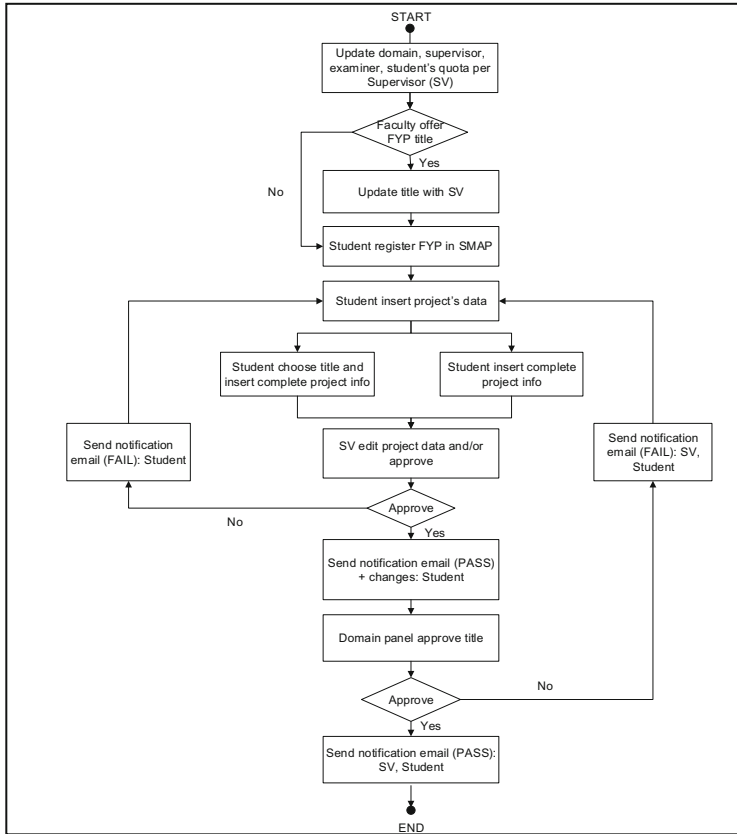 START
Update domain, supervisor,
examiner, student's quota per
Supervisor (SV)
Faculty offer
FYP title
Yes
No
Update title with SV
Student register FYP in SMAP
Student insert project's data
Student choose title and
insert complete project info
Student insert complete
project info
Send notification
email (FAIL): Student
SV edit project data and/or
approve
Send notification
email (FAIL): SV,
Student
Approve
No
Yes
Send notification email (PASS)
+ changes: Student
Domain panel approve title
Approve
No
Yes
Send notification email (PASS):
SV, Student
END